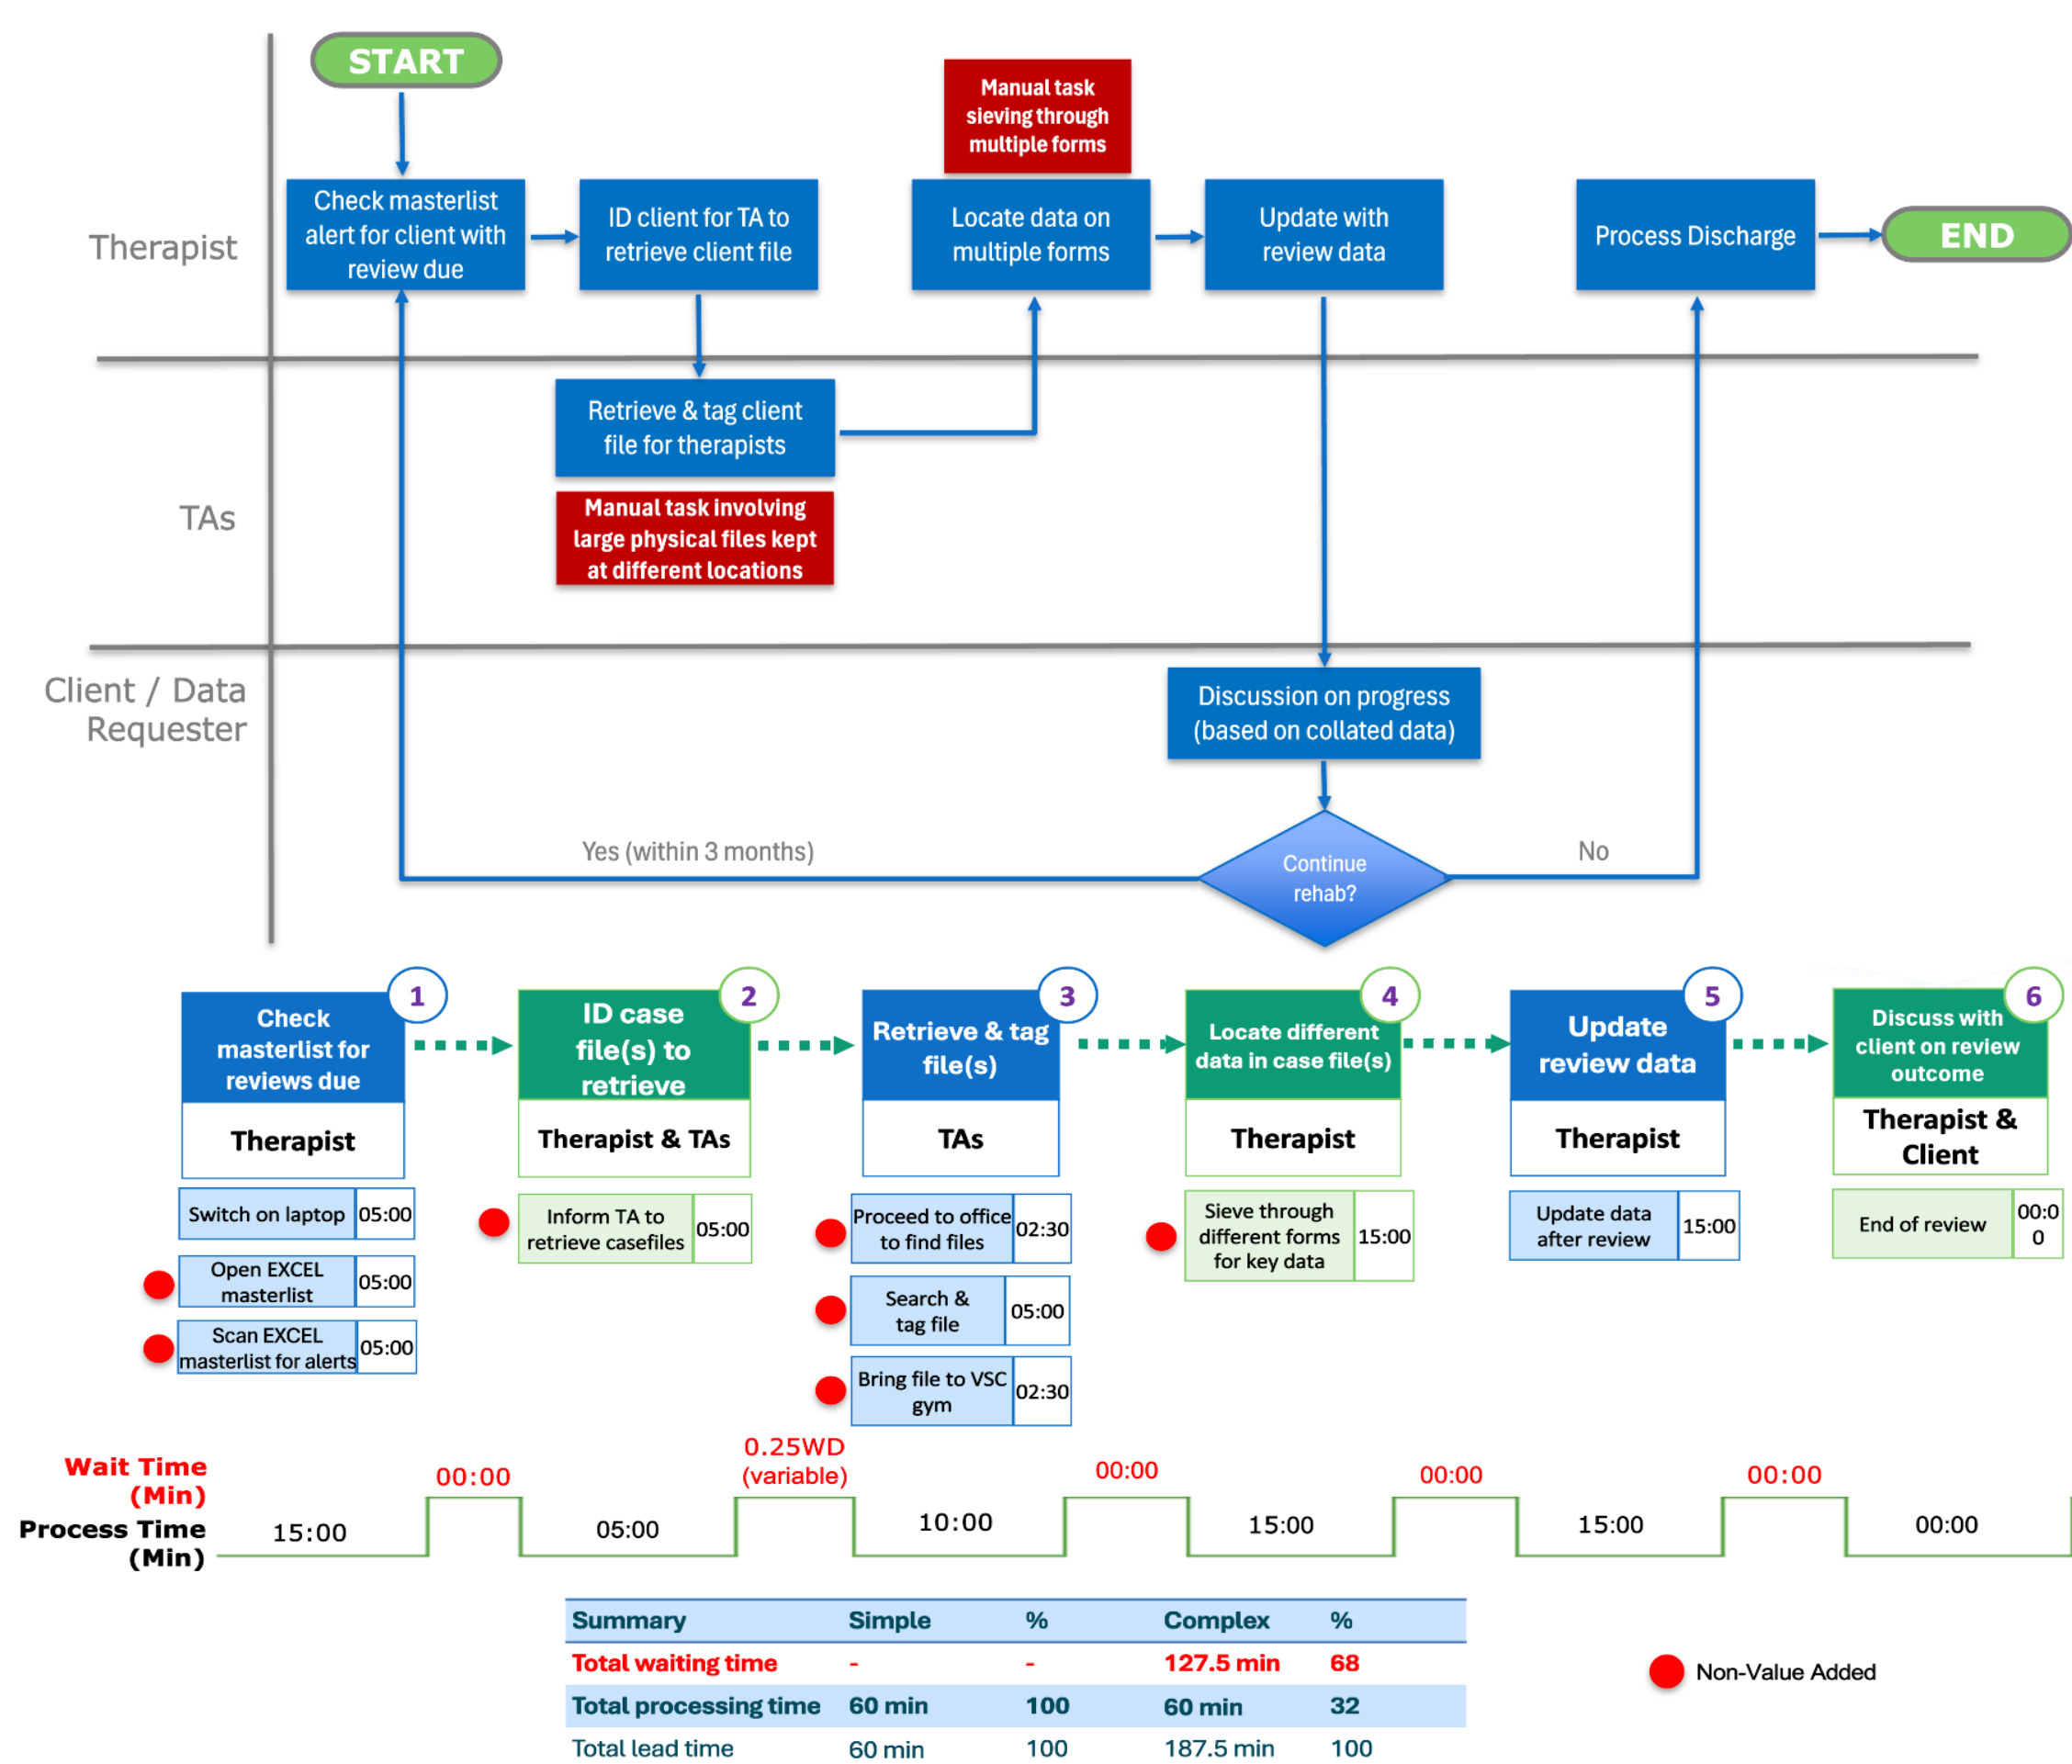 START
Manual task
sieving through
multiple forms
Therapist
Check masterlist
alert for client with
review due
ID client for TA to
retrieve client file
Locate data on
multiple forms
Update with
review data
Process Discharge
END
TAs
Retrieve & tag client
file for therapists
Manual task involving
large physical files kept
at different locations
Client / Data
Requester
Discussion on progress
(based on collated data)
Yes (within 3 months)
Continue
rehab?
No
1
Check
masterlist for
reviews due
Therapist
Switch on laptop 05:00
Open EXCEL
masterlist
05:00
Scan EXCEL
masterlist for alerts
05:00
2
ID case
file(s) to
retrieve
Therapist & TAs
Inform TA to
retrieve casefiles
05:00
3
Retrieve & tag
file(s)
TAs
Proceed to office
to find files
02:30
Search &
tag file
05:00
Bring file to VSC
gym
02:30
4
Locate different
data in case file(s)
Therapist
Sieve through
different forms
for key data
15:00
5
Update
review data
Therapist
Update data
after review
15:00
6
Discuss with
client on review
outcome
Therapist &
Client
End of review
00:0
0
Wait Time
(Min)
00:00
0.25WD
(variable)
00:00
00:00
00:00
Process Time
(Min)
15:00
05:00
10:00
15:00
15:00
00:00
Summary Simple % Complex %
Total waiting time - - 127.5 min 68
Total processing time 60 min 100 60 min 32
Total lead time 60 min 100 187.5 min 100
Non-Value Added